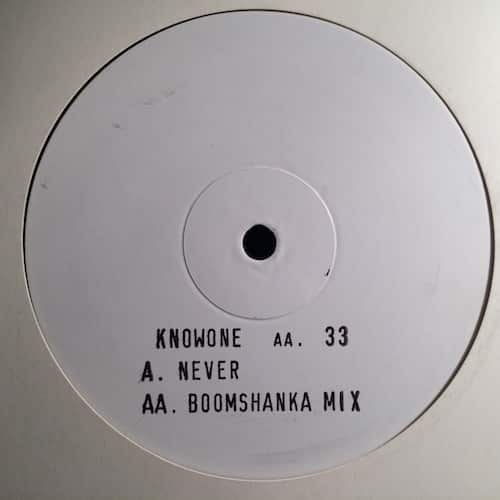 KNOWONE AA. 33
A. NEVER
AA. BOOMSHANKA MIX